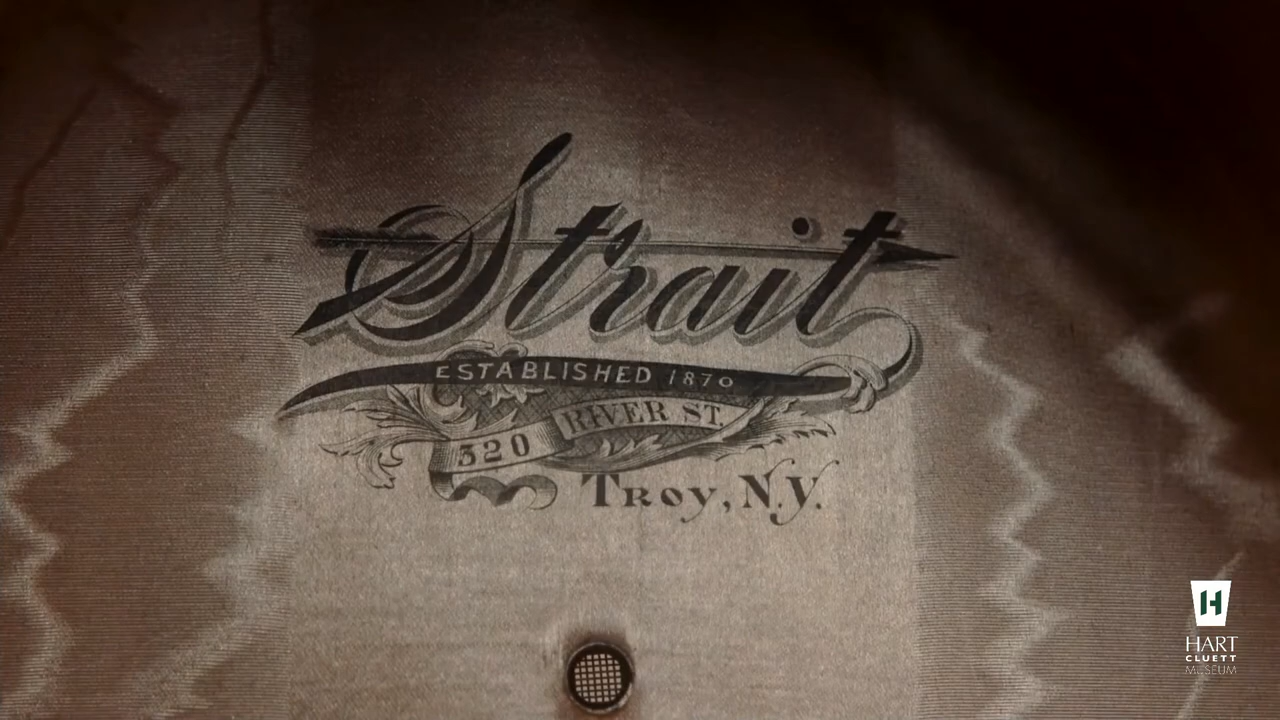 Strait
ESTABLISHED 1870
320 RIVER ST.
TROY, N.Y.
H
HART
CLUETT
MUSEUM